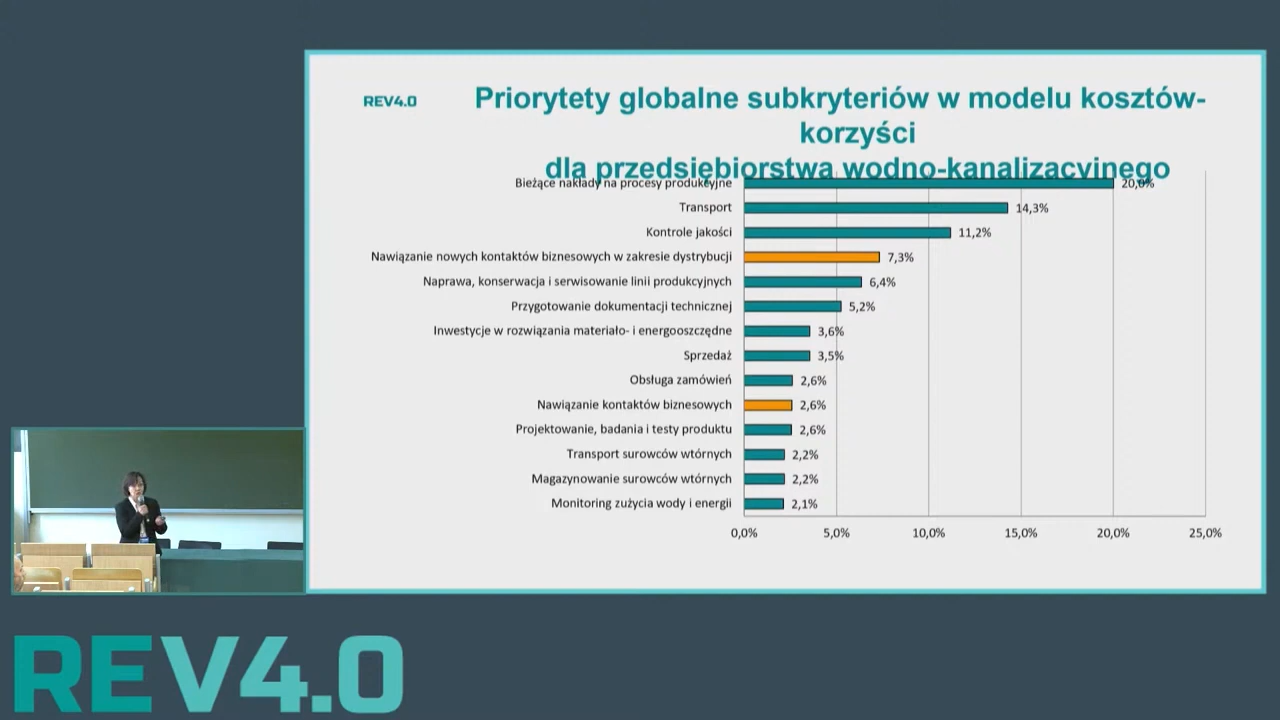 REV4.0
Priorytety globalne subkryteriów w modelu kosztów-
korzyści
dla przedsiębiorstwa wodno-kanalizacyjnego
Bieżące nakłady na procesy produkcyjne 20,0%
Transport 14,3%
Kontrole jakości 11,2%
Nawiązanie nowych kontaktów biznesowych w zakresie dystrybucji 7,3%
Naprawa, konserwacja i serwisowanie linii produkcyjnych 6,4%
Przygotowanie dokumentacji technicznej 5,2%
Inwestycje w rozwiązania materiało- i energooszczędne 3,6%
Sprzedaż 3,5%
Obsługa zamówień 2,6%
Nawiązanie kontaktów biznesowych 2,6%
Projektowanie, badania i testy produktu 2,6%
Transport surowców wtórnych 2,2%
Magazynowanie surowców wtórnych 2,2%
Monitoring zużycia wody i energii 2,1%
0,0% 5,0% 10,0% 15,0% 20,0% 25,0%
REV4.0